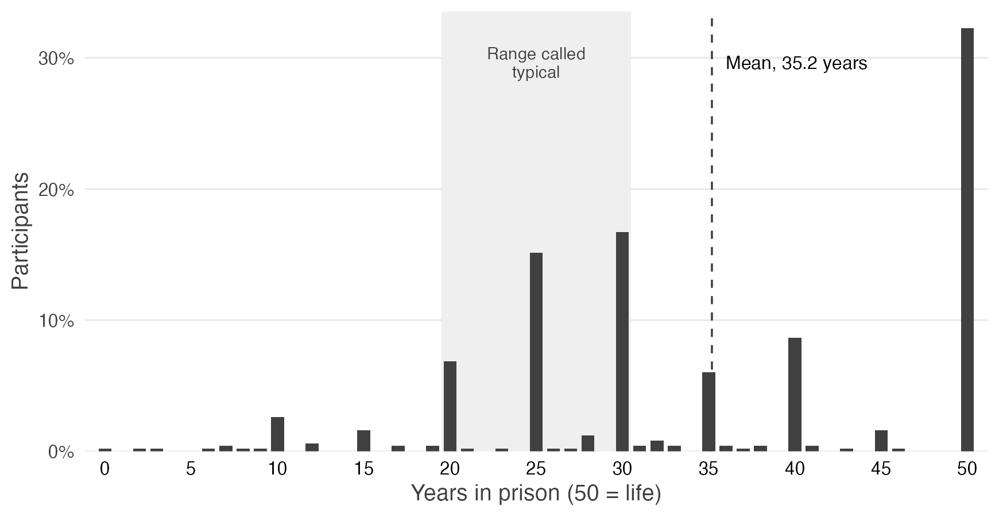 Range called
typical
Mean, 35.2 years
30%
20%
10%
0%
Participants
0 5 10 15 20 25 30 35 40 45 50
Years in prison (50 = life)